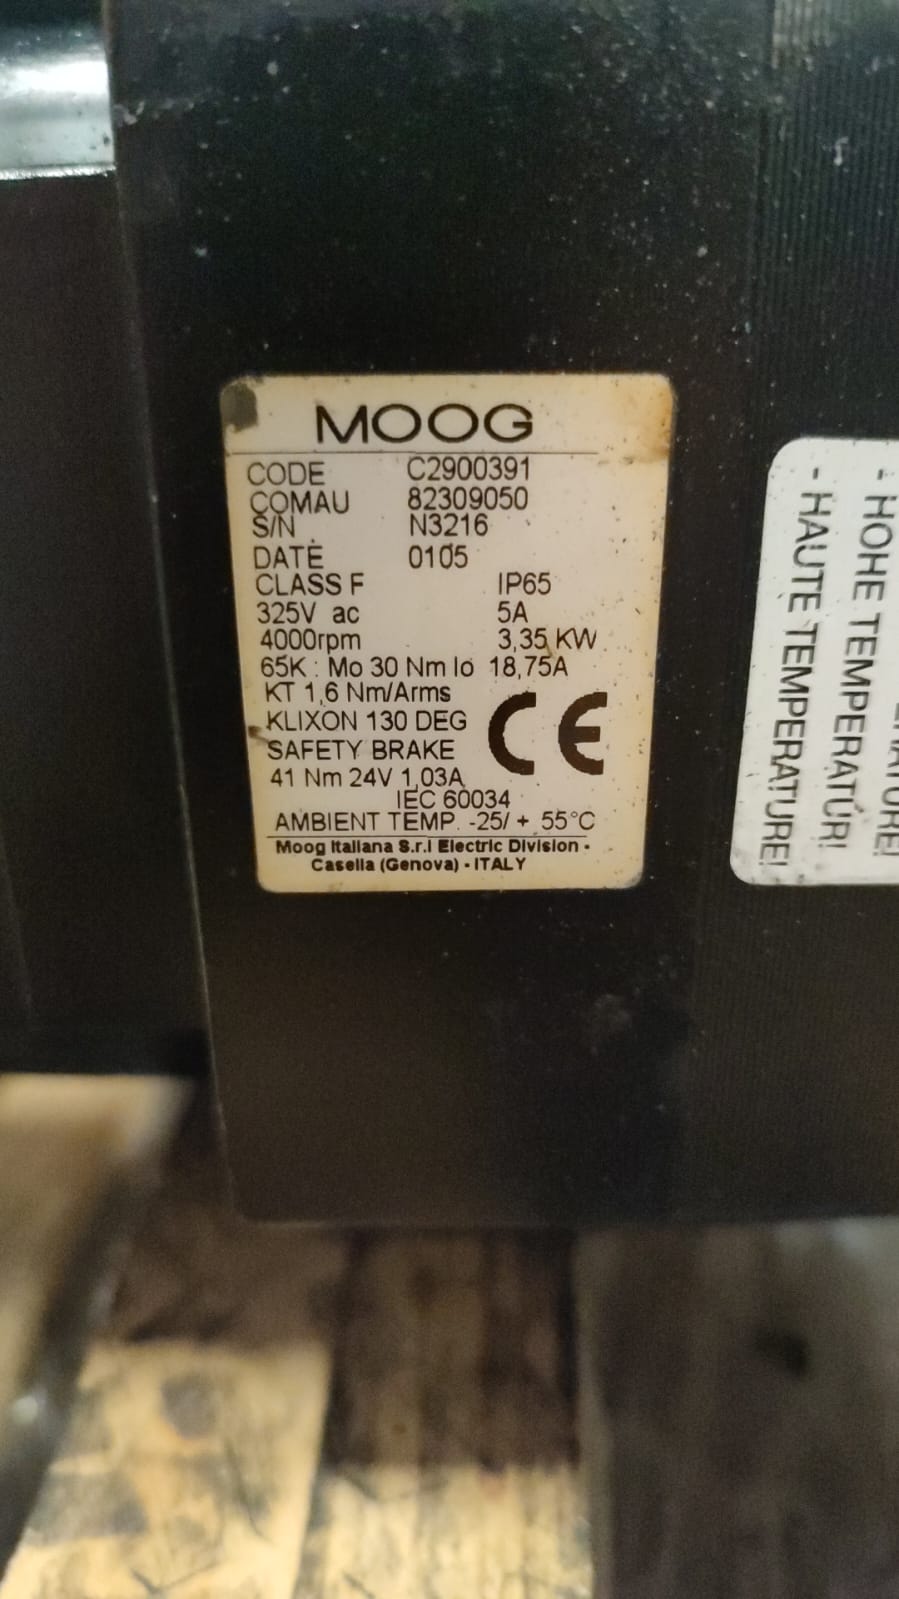 MOOG
CODE C2900391
COMAU 82309050
S/N N3216
DATE 0105
CLASS F IP65
325V ac 5A
4000rpm 3,35 KW
65K : Mo 30 Nm Io 18,75A
KT 1,6 Nm/Arms
KLIXON 130 DEG
SAFETY BRAKE
CE
41 Nm 24V 1,03A
IEC 60034
AMBIENT TEMP. -25/ + 55°C
Moog Italiana S.r.l Electric Division -
Casella (Genova) - ITALY
- HOHE TEMPERATUR!
- HAUTE TEMPERATURE!